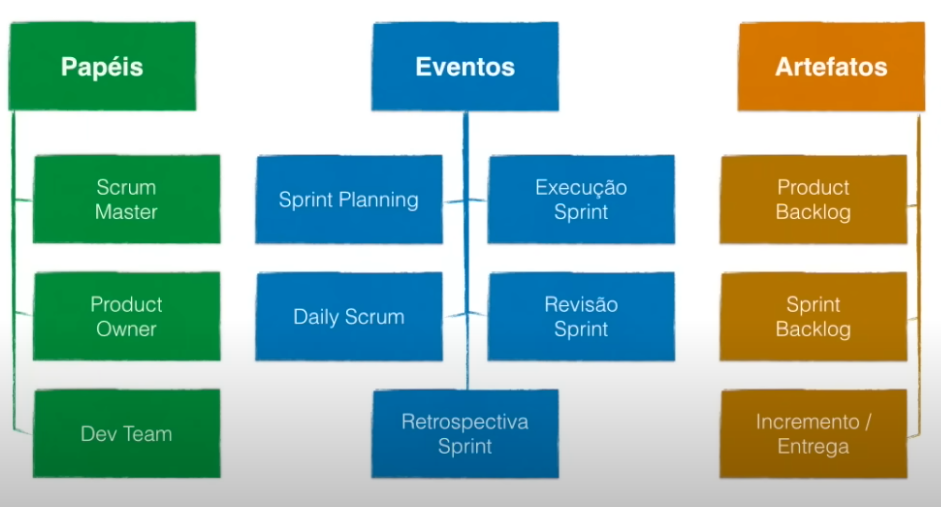 Papéis
Scrum
Master
Product
Owner
Dev Team
Eventos
Sprint Planning
Execução
Sprint
Daily Scrum
Revisão
Sprint
Retrospectiva
Sprint
Artefatos
Product
Backlog
Sprint
Backlog
Incremento /
Entrega